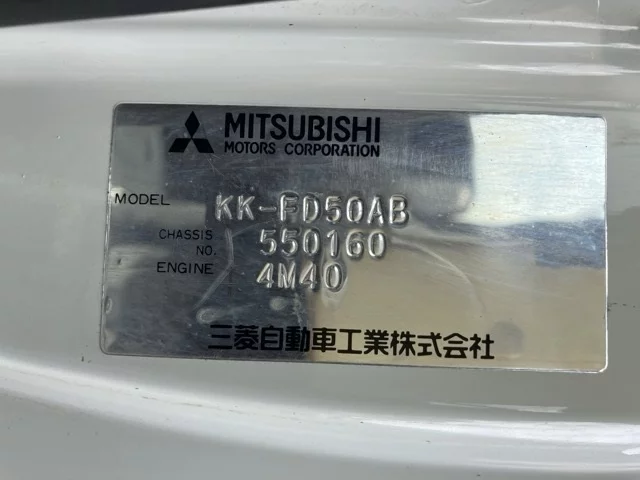 MITSUBISHI
MOTORS CORPORATION
MODEL KK-FD50AB
CHASSIS NO. 550160
ENGINE 4M40
三菱自動車工業株式会社